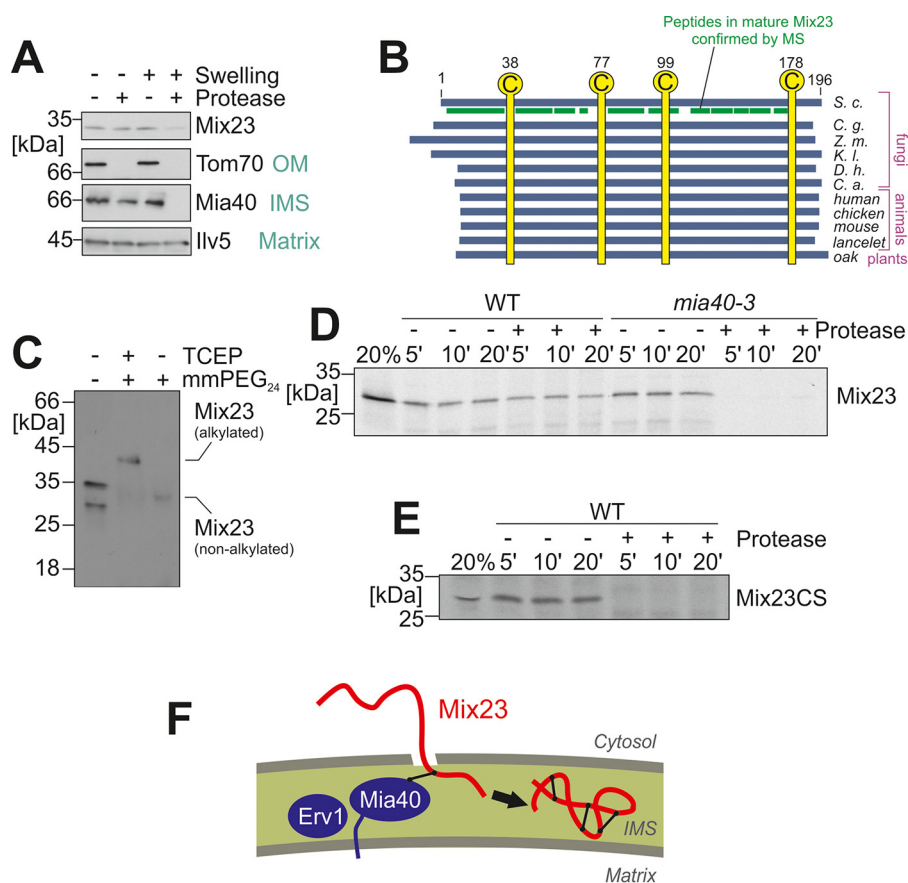 A
- - + + Swelling
- + - + Protease
35
[kDa]
Mix23
66
Tom70 OM
66
Mia40 IMS
45
Ilv5 Matrix
B
Peptides in mature Mix23
confirmed by MS
1 38 77 99 178 196
C C C C
S. c.
C. g.
Z. m.
K. l.
D. h.
C. a.
fungi
human
chicken
mouse
lancelet
animals
oak plants
C
- + - TCEP
- + + mmPEG24
66
[kDa]
45
35
25
18
Mix23
(alkylated)
Mix23
(non-alkylated)
D
WT mia40-3
- - - + + + - - - + + + Protease
20% 5' 10' 20' 5' 10' 20' 5' 10' 20' 5' 10' 20'
35
[kDa]
25
Mix23
E
WT
- - - + + + Protease
20% 5' 10' 20' 5' 10' 20'
35
[kDa]
25
Mix23CS
F
Mix23
Cytosol
Erv1
Mia40
IMS
Matrix